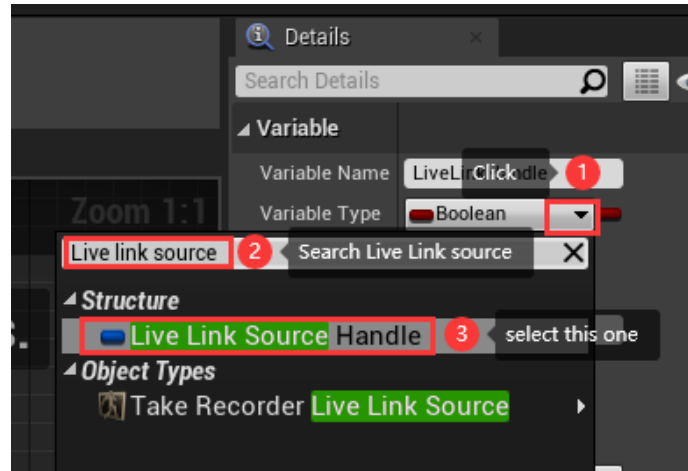 Details
Search Details
Variable
Variable Name LiveLin Click dle 1
Zoom 1:1
Variable Type Boolean
Live link source 2 Search Live Link source
Structure
s.
Live Link Source Handle 3 select this one
Object Types
Take Recorder Live Link Source